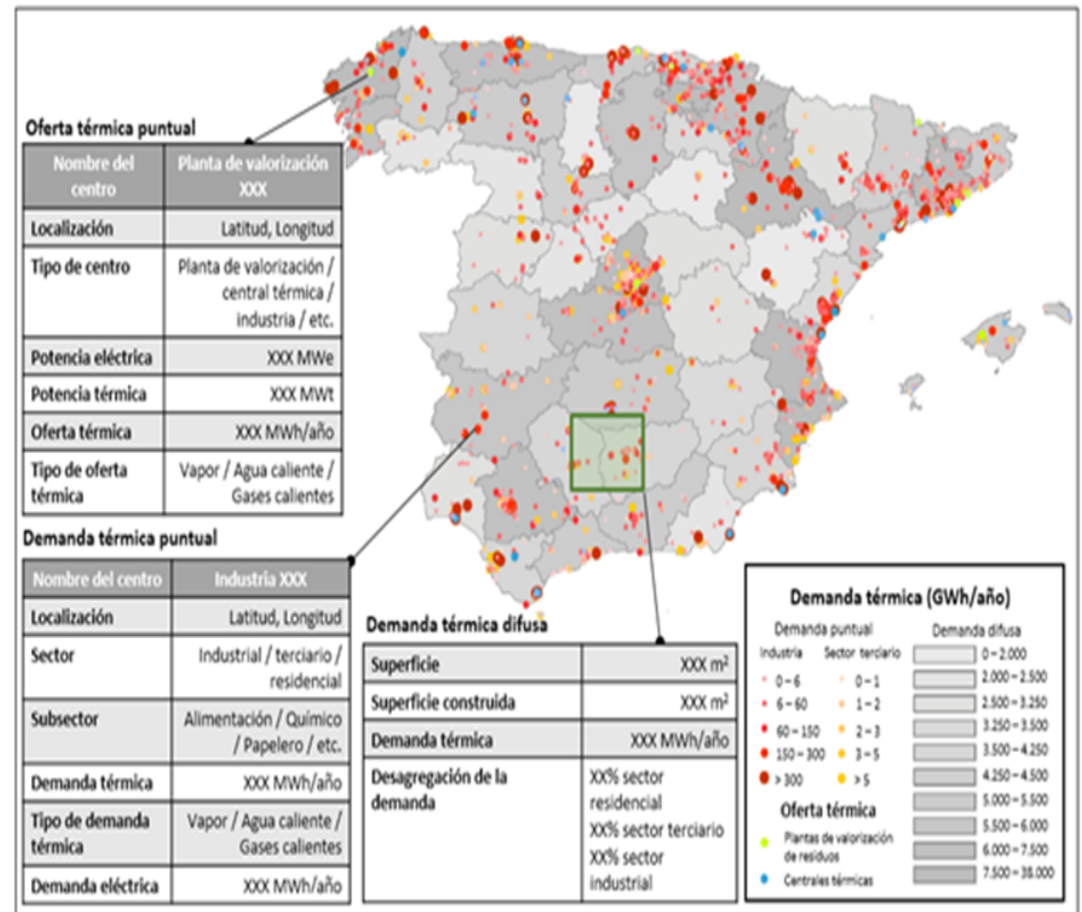 Oferta térmica puntual
Nombre del centro
Planta de valorización XXX
Localización
Latitud, Longitud
Tipo de centro
Planta de valorización /
central térmica /
industria / etc.
Potencia eléctrica
XXX MWe
Potencia térmica
XXX MWt
Oferta térmica
XXX MWh/año
Tipo de oferta
térmica
Vapor / Agua caliente /
Gases calientes
Demanda térmica puntual
Nombre del centro
Industria XXX
Localización
Latitud, Longitud
Sector
Industrial / terciario /
residencial
Subsector
Alimentación / Químico
/ Papelero / etc.
Demanda térmica
XXX MWh/año
Tipo de demanda
térmica
Vapor / Agua caliente /
Gases calientes
Demanda eléctrica
XXX MWh/año
Demanda térmica difusa
Superficie
XXX m²
Superficie construida
XXX m²
Demanda térmica
XXX MWh/año
Desagregación de la
demanda
XX% sector
residencial
XX% sector terciario
XX% sector
industrial
Demanda térmica (GWh/año)
Demanda puntual
Industria
Sector terciario
0 – 6
6 – 60
60 – 150
150 – 300
> 300
0 – 1
1 – 2
2 – 3
3 – 5
> 5
Oferta térmica
Plantas de valorización
de residuos
Centrales térmicas
Demanda difusa
0 – 2.000
2.000 – 2.500
2.500 – 3.250
3.250 – 3.500
3.500 – 4.250
4.250 – 4.500
5.000 – 5.500
5.500 – 6.000
6.000 – 7.500
7.500 – 38.000